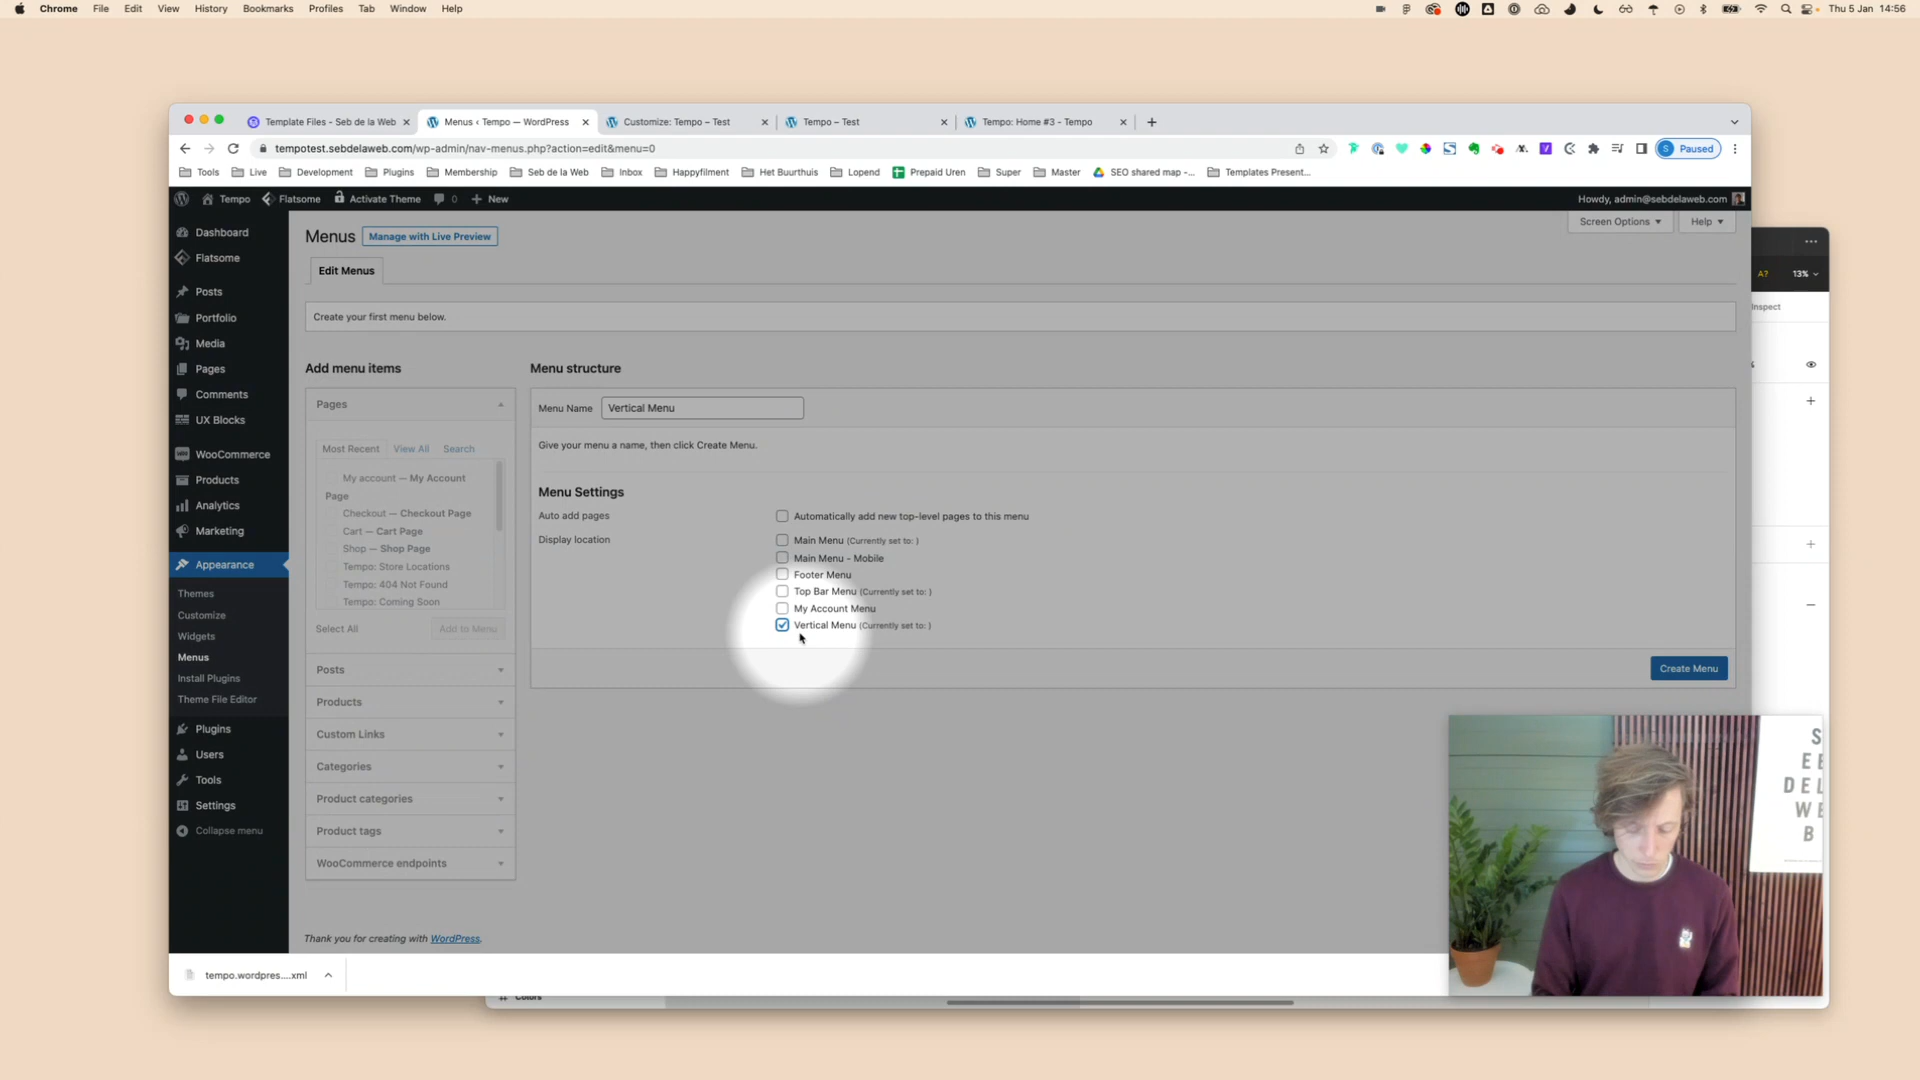 Chrome File Edit View History Bookmarks Profiles Tab Window Help Thu 5 Jan 14:56
Template Files - Seb de la Web Menus ‹ Tempo — WordPress Customize: Tempo – Test Tempo – Test Tempo: Home #3 - Tempo
tempotest.sebdelaweb.com/wp-admin/nav-menus.php?action=edit&menu=0 S Paused
Tools Live Development Plugins Membership Seb de la Web Inbox Happyfilment Het Buurthuis Lopend Prepaid Uren Super Master SEO shared map -... Templates Present...
Tempo Flatsome Activate Theme 0 New Howdy, admin@sebdelaweb.com
Screen Options Help
Menus Manage with Live Preview
Edit Menus
Create your first menu below.
Dashboard
Flatsome
Posts
Portfolio
Media
Pages
Comments
UX Blocks
WooCommerce
Products
Analytics
Marketing
Appearance
Themes
Customize
Widgets
Menus
Install Plugins
Theme File Editor
Plugins
Users
Tools
Settings
Collapse menu
Add menu items
Pages
Most Recent View All Search
My account — My Account
Page
Checkout — Checkout Page
Cart — Cart Page
Shop — Shop Page
Tempo: Store Locations
Tempo: 404 Not Found
Tempo: Coming Soon
Select All Add to Menu
Posts
Products
Custom Links
Categories
Product categories
Product tags
WooCommerce endpoints
Menu structure
Menu Name Vertical Menu
Give your menu a name, then click Create Menu.
Menu Settings
Auto add pages Automatically add new top-level pages to this menu
Display location Main Menu (Currently set to: )
Main Menu - Mobile
Footer Menu
Top Bar Menu (Currently set to: )
My Account Menu
Vertical Menu (Currently set to: )
Create Menu
Thank you for creating with WordPress.
tempo.wordpres....xml
Colors
A? 13%
Inspect
S
EE
DEL
WE
B